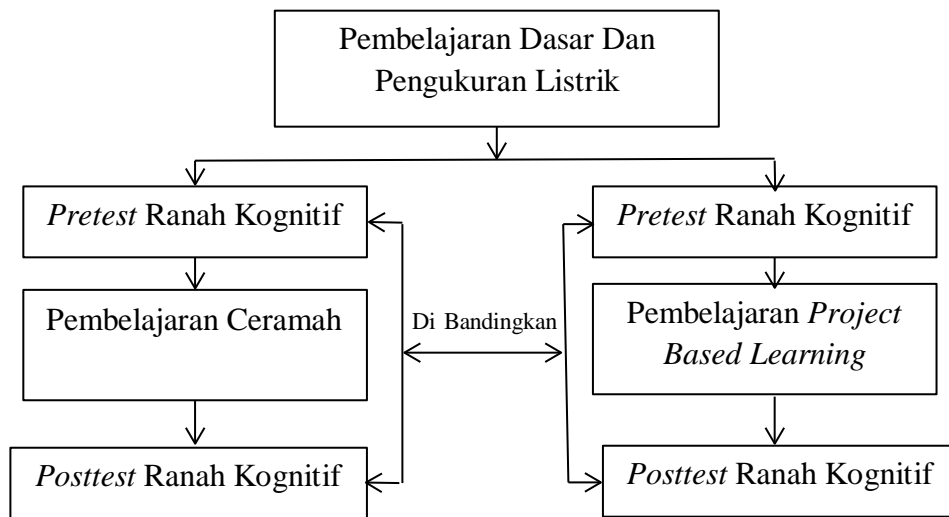 Pembelajaran Dasar Dan
Pengukuran Listrik
Pretest Ranah Kognitif
Pretest Ranah Kognitif
Pembelajaran Ceramah
Di Bandingkan
Pembelajaran Project
Based Learning
Posttest Ranah Kognitif
Posttest Ranah Kognitif